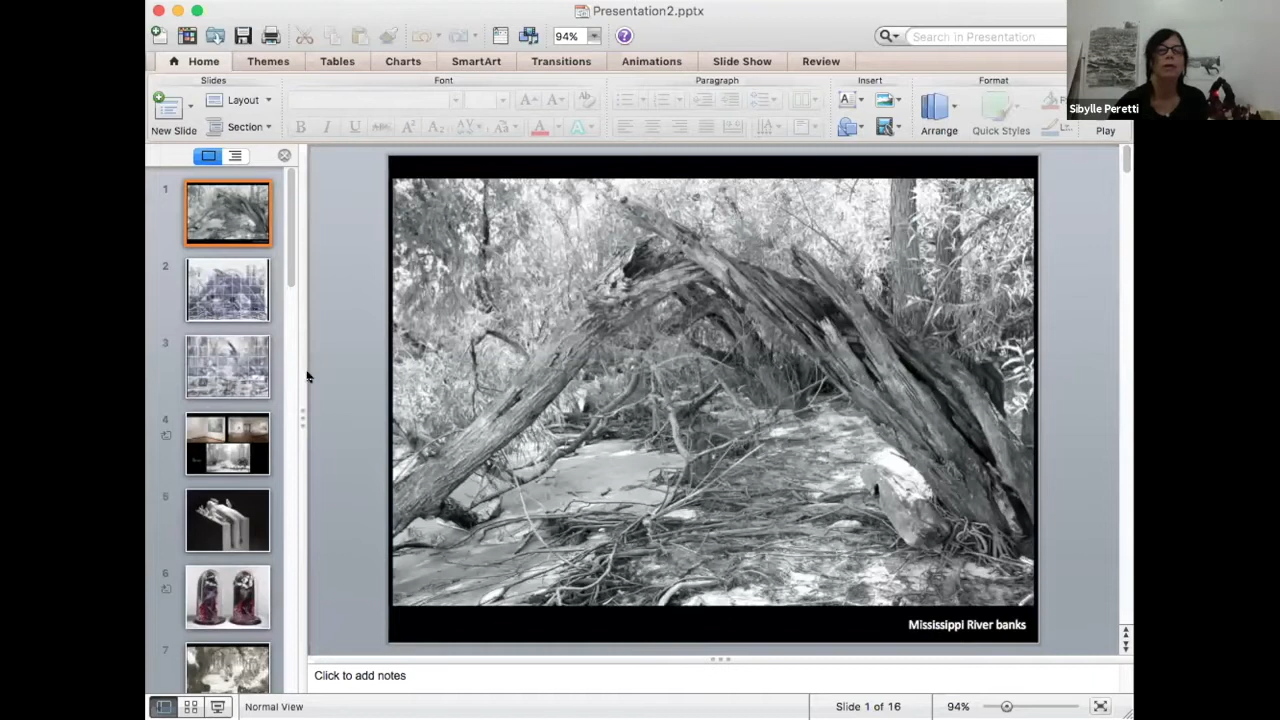 Presentation2.pptx
94%
Search in Presentation
Home Themes Tables Charts SmartArt Transitions Animations Slide Show Review
Slides Font Paragraph Insert Format
New Slide Layout Section Arrange Quick Styles Play
Sibylle Peretti
1
2
3
4
5
6
7
Mississippi River banks
Click to add notes
Normal View Slide 1 of 16 94%